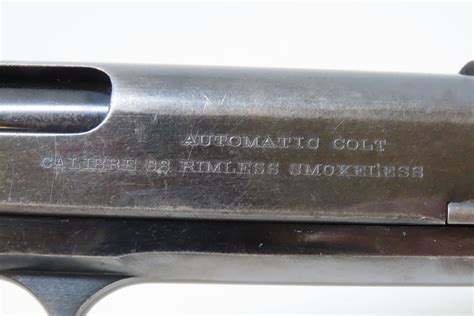 AUTOMATIC COLT
CALIBRE 38 RIMLESS SMOKELESS